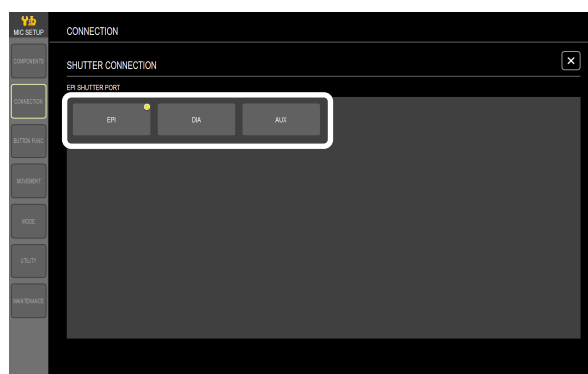 MIC SETUP
CONNECTION
COMPONENTS
SHUTTER CONNECTION
EPI SHUTTER PORT
CONNECTION
EPI
DIA
AUX
BUTTON FUNC
MOVEMENT
MODE
UTILITY
MAINTENANCE